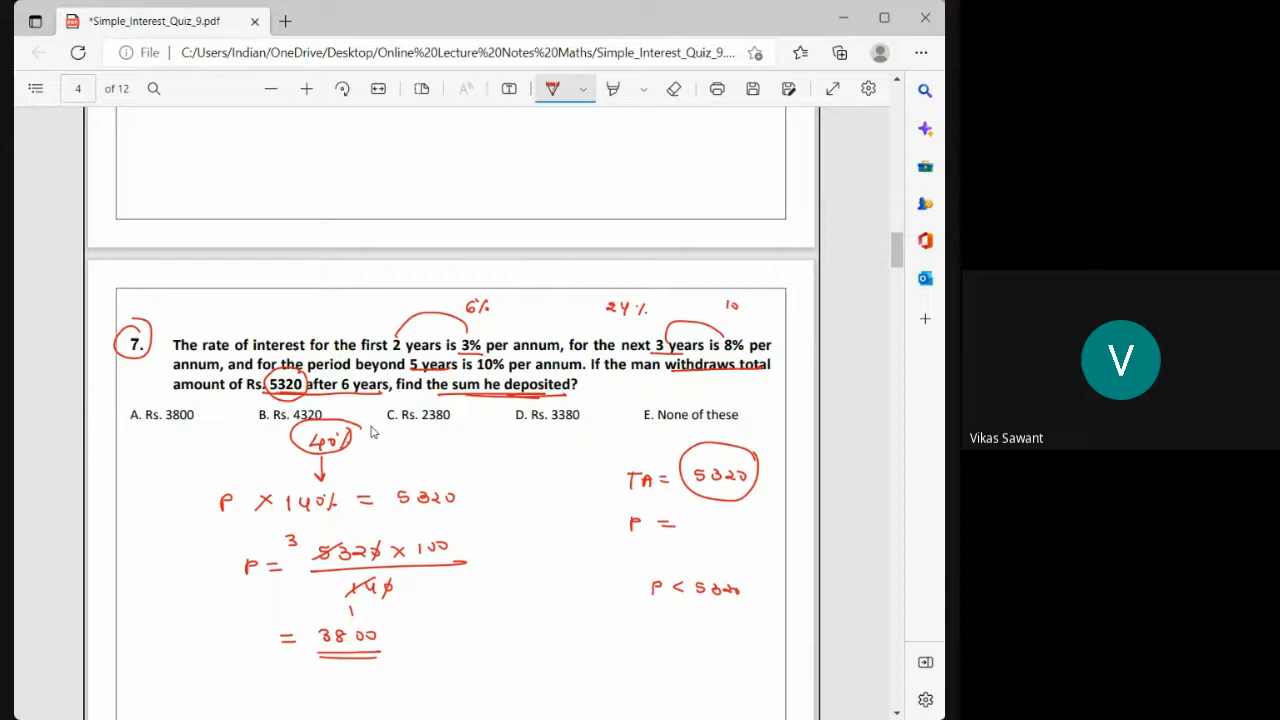 *Simple_Interest_Quiz_9.pdf
File C:/Users/Indian/OneDrive/Desktop/Online%20Lecture%20Notes%20Maths/Simple_Interest_Quiz_9....
4 of 12
6% 24% 10
7. The rate of interest for the first 2 years is 3% per annum, for the next 3 years is 8% per
annum, and for the period beyond 5 years is 10% per annum. If the man withdraws total
amount of Rs. 5320 after 6 years, find the sum he deposited?
A. Rs. 3800 B. Rs. 4320 C. Rs. 2380 D. Rs. 3380 E. None of these
40%
P × 140% = 5320
3
P = 5320 × 100
140
1
= 3800
TA = 5320
P =
P < 5320
V
Vikas Sawant